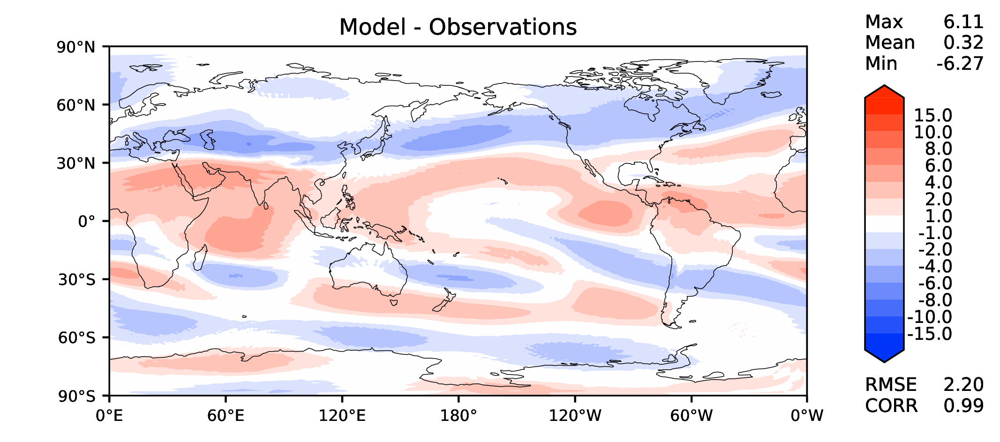 Model - Observations
Max 6.11
Mean 0.32
Min -6.27
90°N
60°N
30°N
0°
30°S
60°S
90°S
0°E 60°E 120°E 180° 120°W 60°W 0°W
15.0
10.0
8.0
6.0
4.0
2.0
1.0
-1.0
-2.0
-4.0
-6.0
-8.0
-10.0
-15.0
RMSE 2.20
CORR 0.99